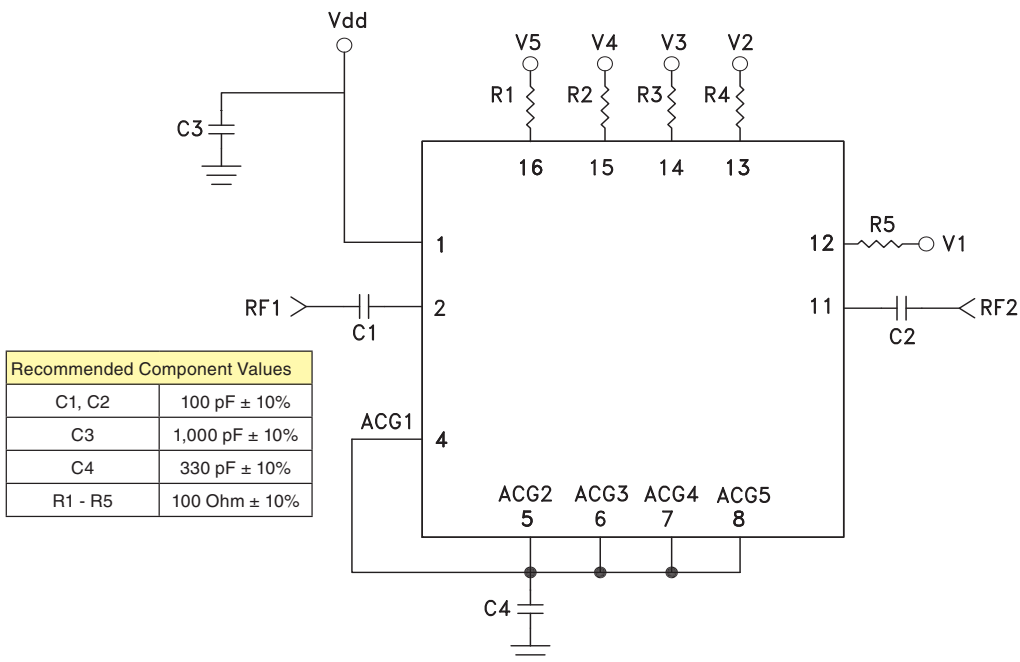 Vdd
V5 V4 V3 V2
R1 R2 R3 R4
C3
16 15 14 13
1
12
R5
V1
RF1
C1
2
11
C2
RF2
Recommended Component Values
C1, C2 100 pF ± 10%
C3 1,000 pF ± 10%
C4 330 pF ± 10%
R1 - R5 100 Ohm ± 10%
ACG1
4
ACG2 ACG3 ACG4 ACG5
5 6 7 8
C4